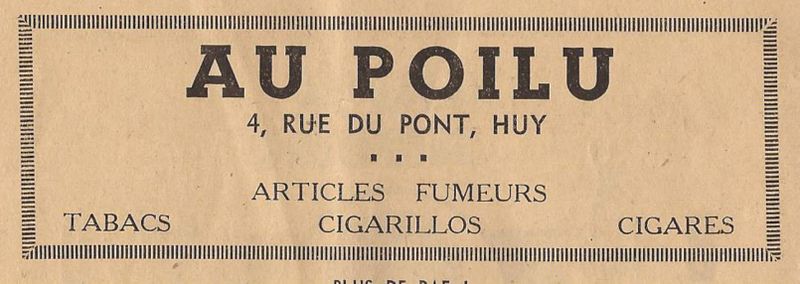 AU POILU
4, RUE DU PONT, HUY
ARTICLES FUMEURS
TABACS CIGARILLOS CIGARES